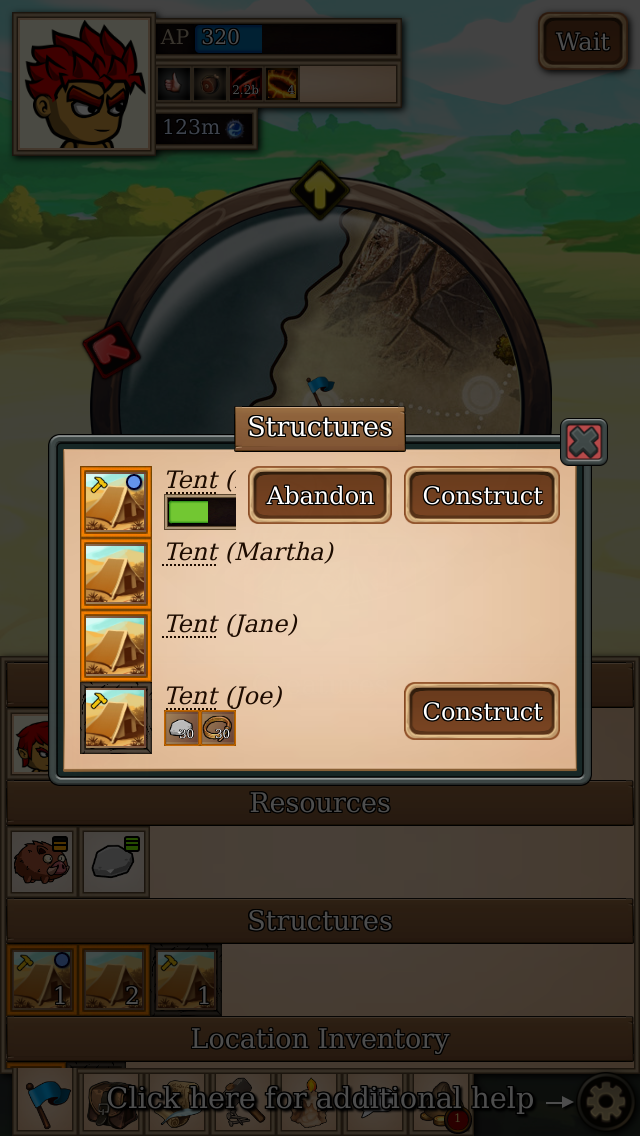 AP 320
Wait
2.2b 4
123m
Structures
Tent (
Abandon
Construct
Tent (Martha)
Tent (Jane)
Tent (Joe)
30 30
Construct
Resources
Structures
1 2 1
Location Inventory
Click here for additional help →
1